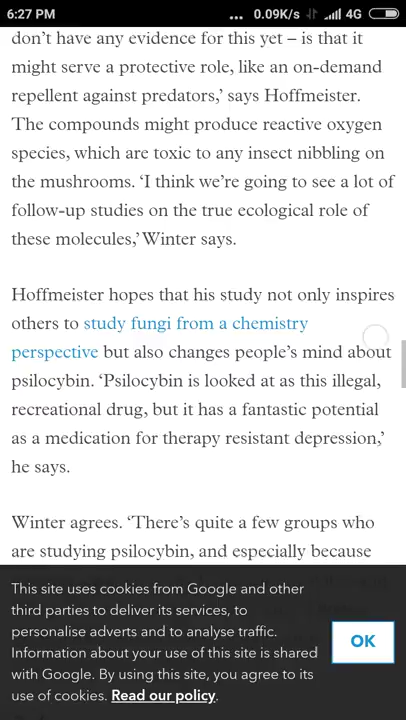 6:27 PM ... 0.09K/s 4G
don't have any evidence for this yet – is that it
might serve a protective role, like an on-demand
repellent against predators,' says Hoffmeister.
The compounds might produce reactive oxygen
species, which are toxic to any insect nibbling on
the mushrooms. 'I think we're going to see a lot of
follow-up studies on the true ecological role of
these molecules,' Winter says.
Hoffmeister hopes that his study not only inspires
others to study fungi from a chemistry
perspective but also changes people's mind about
psilocybin. 'Psilocybin is looked at as this illegal,
recreational drug, but it has a fantastic potential
as a medication for therapy resistant depression,'
he says.
Winter agrees. 'There's quite a few groups who
are studying psilocybin, and especially because
This site uses cookies from Google and other
third parties to deliver its services, to
personalise adverts and to analyse traffic.
Information about your use of this site is shared
with Google. By using this site, you agree to its
use of cookies. Read our policy.
OK